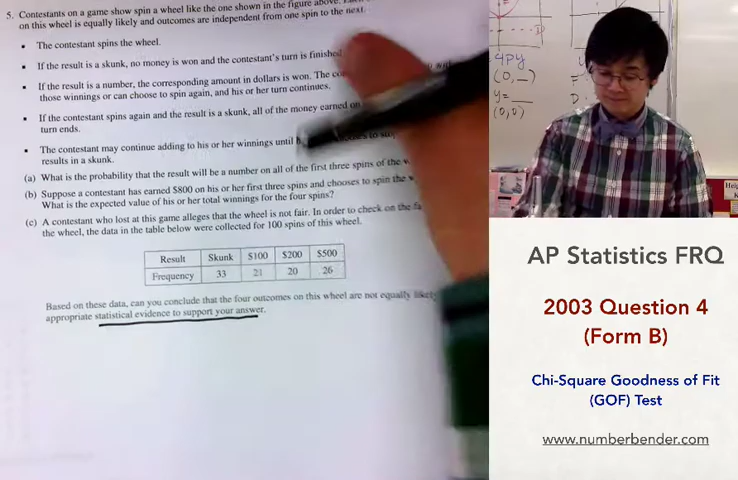 5. Contestants on a game show spin a wheel like the one shown in the figure above.
on this wheel is equally likely and outcomes are independent from one spin to the next.
• The contestant spins the wheel.
• If the result is a skunk, no money is won and the contestant's turn is finished
• If the result is a number, the corresponding amount in dollars is won. The
those winnings or can choose to spin again, and his or her turn continues.
• If the contestant spins again and the result is a skunk, all of the money earned on
turn ends.
• The contestant may continue adding to his or her winnings until
results in a skunk.
(a) What is the probability that the result will be a number on all of the first three spins of the
(b) Suppose a contestant has earned $800 on his or her first three spins and chooses to spin the
What is the expected value of his or her total winnings for the four spins?
(c) A contestant who lost at this game alleges that the wheel is not fair. In order to check on the
the wheel, the data in the table below were collected for 100 spins of this wheel.
Result Skunk $100 $200 $500
Frequency 33 21 20 26
Based on these data, can you conclude that the four outcomes on this wheel are not equally likely
appropriate statistical evidence to support your answer.
4py
(0, _)
y = __
(0,0)
AP Statistics FRQ
2003 Question 4
(Form B)
Chi-Square Goodness of Fit
(GOF) Test
www.numberbender.com